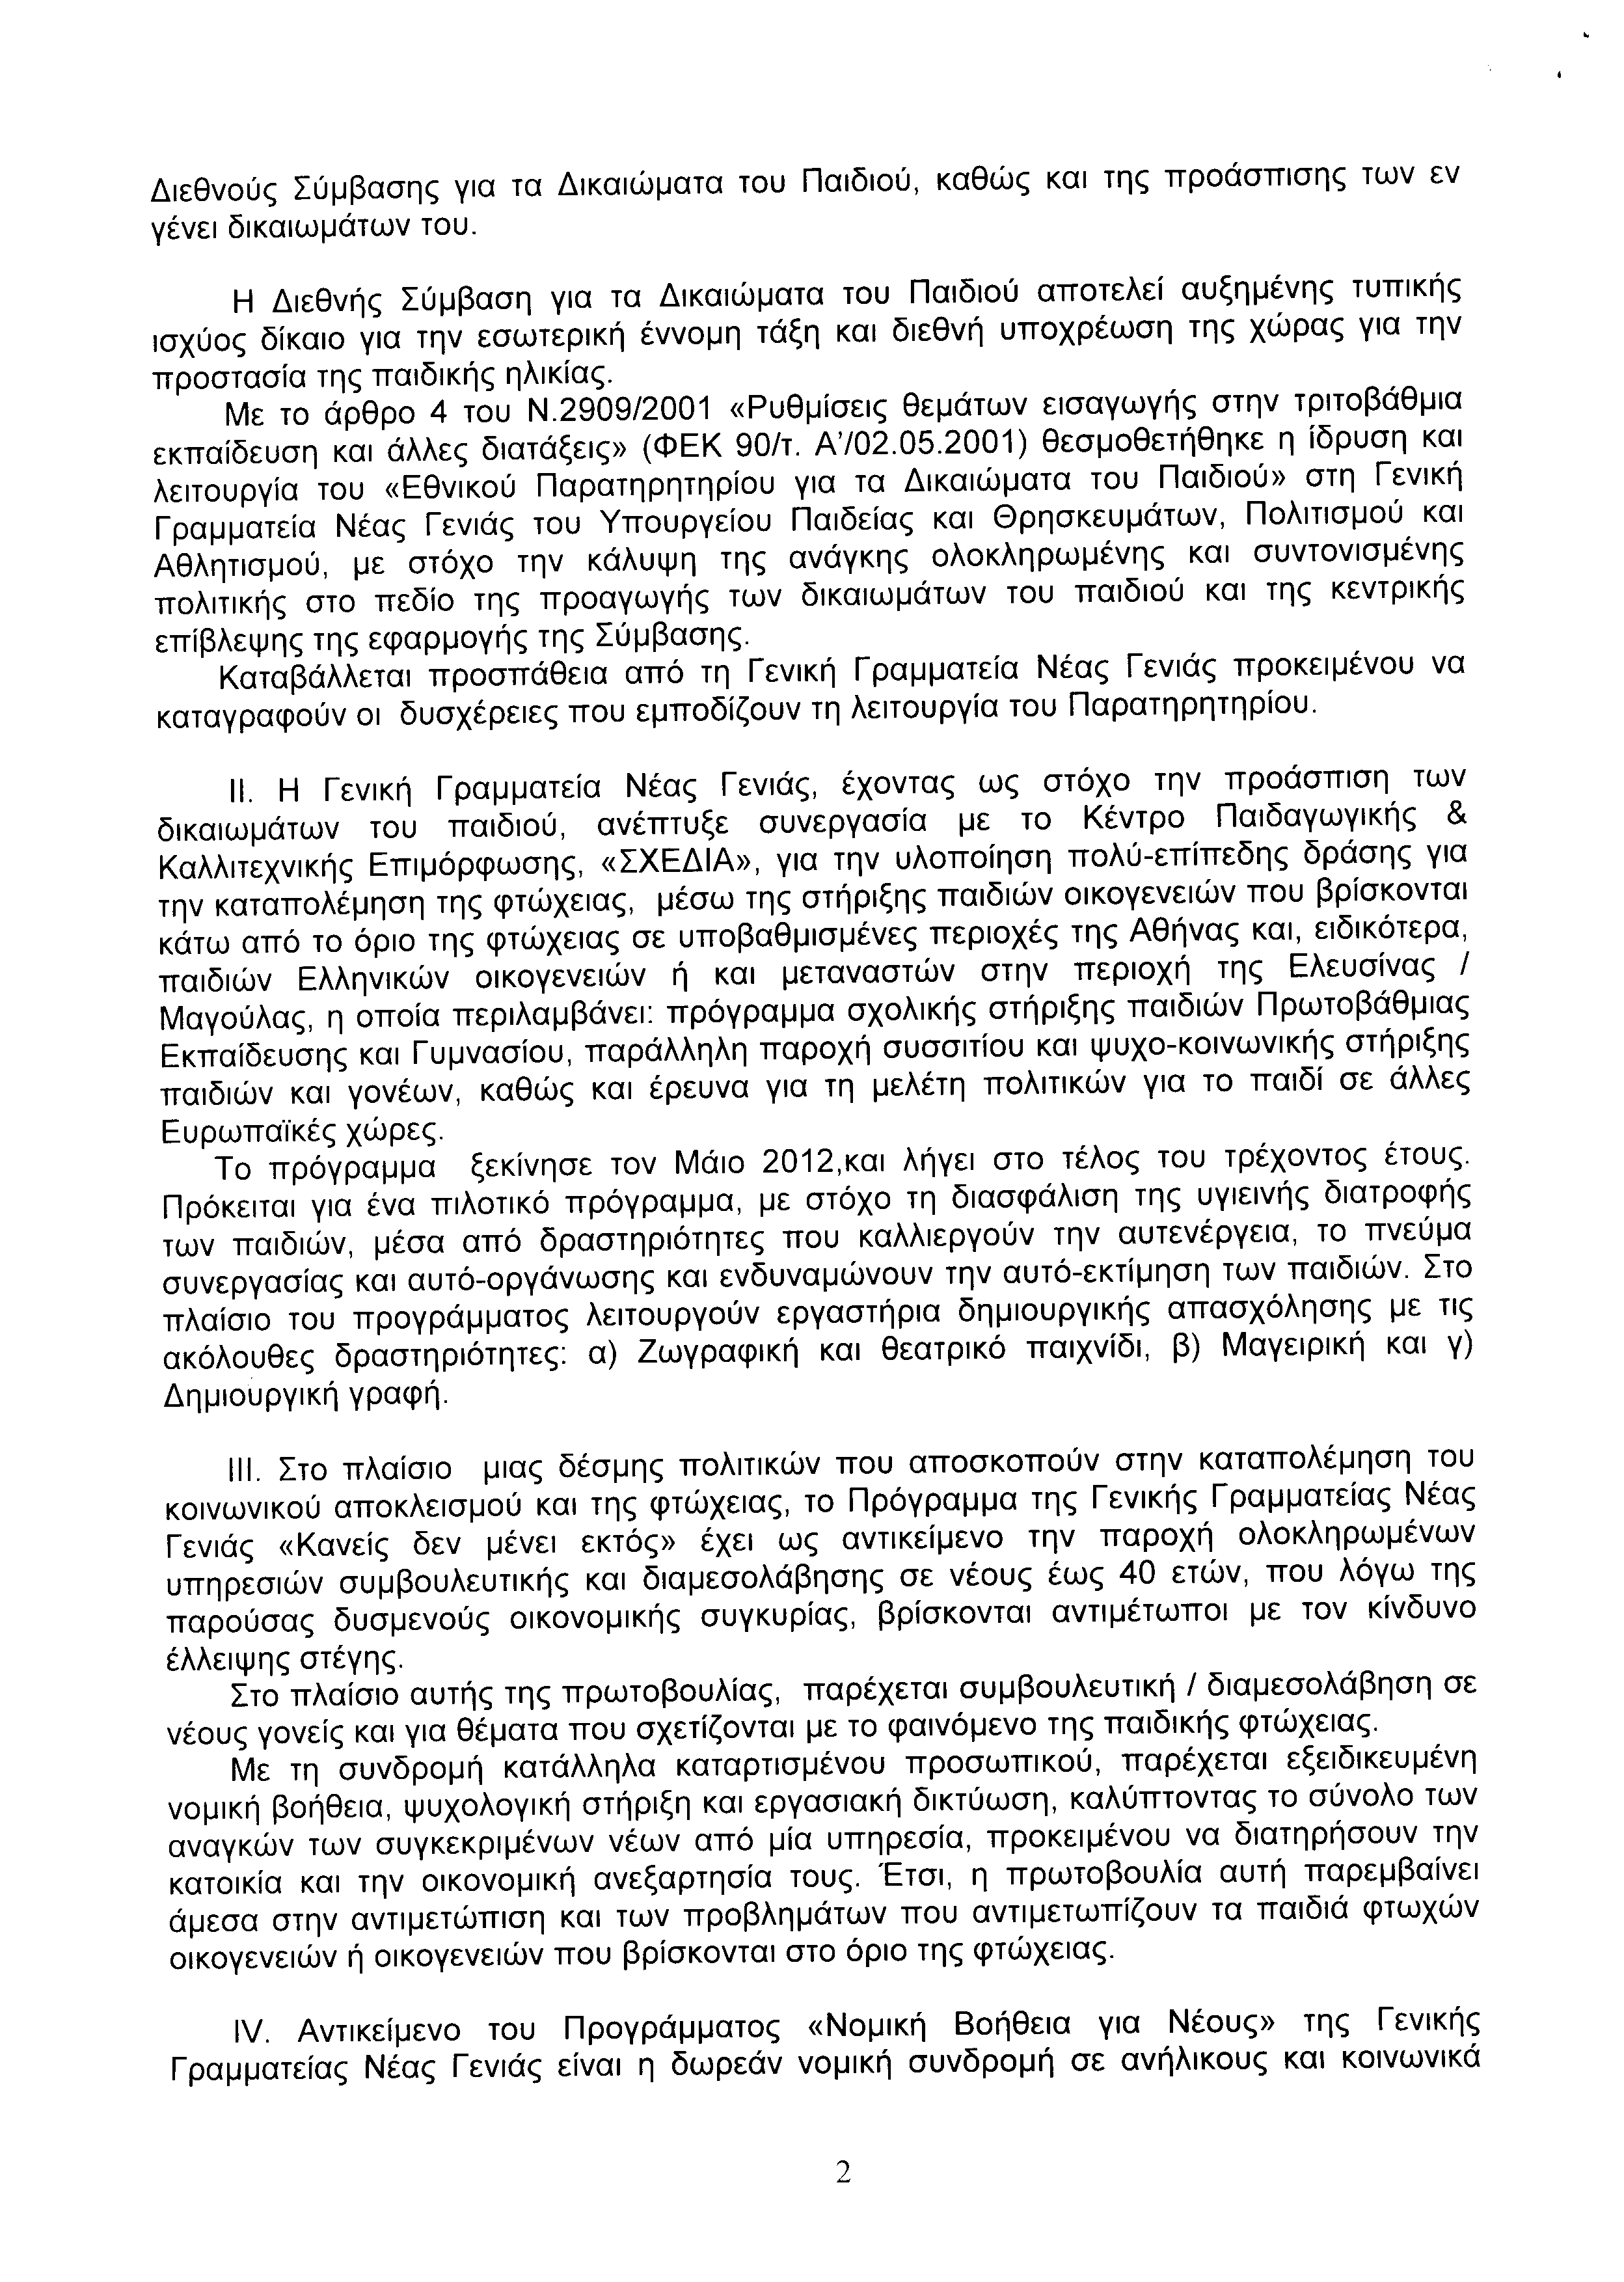 Διεθνούς Σύμβασης για τα Δικαιώματα του Παιδιού, καθώς και της προάσπισης των εν
γένει δικαιωμάτων του.
Η Διεθνής Σύμβαση για τα Δικαιώματα του Παιδιού αποτελεί αυξημένης τυπικής
ισχύος δίκαιο για την εσωτερική έννομη τάξη και διεθνή υποχρέωση της χώρας για την
προστασία της παιδικής ηλικίας.
Με το άρθρο 4 του Ν.2909/2001 «Ρυθμίσεις θεμάτων εισαγωγής στην τριτοβάθμια
εκπαίδευση και άλλες διατάξεις» (ΦΕΚ 90/τ. Α'/02.05.2001) θεσμοθετήθηκε η ίδρυση και
λειτουργία του «Εθνικού Παρατηρητηρίου για τα Δικαιώματα του Παιδιού» στη Γενική
Γραμματεία Νέας Γενιάς του Υπουργείου Παιδείας και Θρησκευμάτων, Πολιτισμού και
Αθλητισμού, με στόχο την κάλυψη της ανάγκης ολοκληρωμένης και συντονισμένης
πολιτικής στο πεδίο της προαγωγής των δικαιωμάτων του παιδιού και της κεντρικής
επίβλεψης της εφαρμογής της Σύμβασης.
Καταβάλλεται προσπάθεια από τη Γενική Γραμματεία Νέας Γενιάς προκειμένου να
καταγραφούν οι δυσχέρειες που εμποδίζουν τη λειτουργία του Παρατηρητηρίου.
ΙΙ. Η Γενική Γραμματεία Νέας Γενιάς, έχοντας ως στόχο την προάσπιση των
δικαιωμάτων του παιδιού, ανέπτυξε συνεργασία με το Κέντρο Παιδαγωγικής &
Καλλιτεχνικής Επιμόρφωσης, «ΣΧΕΔΙΑ», για την υλοποίηση πολύ-επίπεδης δράσης για
την καταπολέμηση της φτώχειας, μέσω της στήριξης παιδιών οικογενειών που βρίσκονται
κάτω από το όριο της φτώχειας σε υποβαθμισμένες περιοχές της Αθήνας και, ειδικότερα,
παιδιών Ελληνικών οικογενειών ή και μεταναστών στην περιοχή της Ελευσίνας /
Μαγούλας, η οποία περιλαμβάνει: πρόγραμμα σχολικής στήριξης παιδιών Πρωτοβάθμιας
Εκπαίδευσης και Γυμνασίου, παράλληλη παροχή συσσιτίου και ψυχο-κοινωνικής στήριξης
παιδιών και γονέων, καθώς και έρευνα για τη μελέτη πολιτικών για το παιδί σε άλλες
Ευρωπαϊκές χώρες.
Το πρόγραμμα ξεκίνησε τον Μάιο 2012,και λήγει στο τέλος του τρέχοντος έτους.
Πρόκειται για ένα πιλοτικό πρόγραμμα, με στόχο τη διασφάλιση της υγιεινής διατροφής
των παιδιών, μέσα από δραστηριότητες που καλλιεργούν την αυτενέργεια, το πνεύμα
συνεργασίας και αυτό-οργάνωσης και ενδυναμώνουν την αυτό-εκτίμηση των παιδιών. Στο
πλαίσιο του προγράμματος λειτουργούν εργαστήρια δημιουργικής απασχόλησης με τις
ακόλουθες δραστηριότητες: α) Ζωγραφική και θεατρικό παιχνίδι, β) Μαγειρική και γ)
Δημιουργική γραφή.
ΙΙΙ. Στο πλαίσιο μιας δέσμης πολιτικών που αποσκοπούν στην καταπολέμηση του
κοινωνικού αποκλεισμού και της φτώχειας, το Πρόγραμμα της Γενικής Γραμματείας Νέας
Γενιάς «Κανείς δεν μένει εκτός» έχει ως αντικείμενο την παροχή ολοκληρωμένων
υπηρεσιών συμβουλευτικής και διαμεσολάβησης σε νέους έως 40 ετών, που λόγω της
παρούσας δυσμενούς οικονομικής συγκυρίας, βρίσκονται αντιμέτωποι με τον κίνδυνο
έλλειψης στέγης.
Στο πλαίσιο αυτής της πρωτοβουλίας, παρέχεται συμβουλευτική / διαμεσολάβηση σε
νέους γονείς και για θέματα που σχετίζονται με το φαινόμενο της παιδικής φτώχειας.
Με τη συνδρομή κατάλληλα καταρτισμένου προσωπικού, παρέχεται εξειδικευμένη
νομική βοήθεια, ψυχολογική στήριξη και εργασιακή δικτύωση, καλύπτοντας το σύνολο των
αναγκών των συγκεκριμένων νέων από μία υπηρεσία, προκειμένου να διατηρήσουν την
κατοικία και την οικονομική ανεξαρτησία τους. Έτσι, η πρωτοβουλία αυτή παρεμβαίνει
άμεσα στην αντιμετώπιση και των προβλημάτων που αντιμετωπίζουν τα παιδιά φτωχών
οικογενειών ή οικογενειών που βρίσκονται στο όριο της φτώχειας.
IV. Αντικείμενο του Προγράμματος «Νομική Βοήθεια για Νέους» της Γενικής
Γραμματείας Νέας Γενιάς είναι η δωρεάν νομική συνδρομή σε ανήλικους και κοινωνικά
2